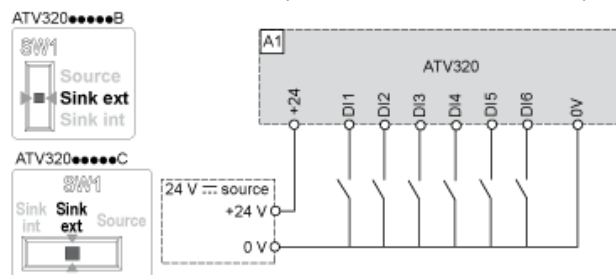 ATV320●●●●●B
SW1
Source
Sink ext
Sink int
A1
ATV320
+24
DI1
DI2
DI3
DI4
DI5
DI6
0V
ATV320●●●●●C
SW1
Sink int
Sink ext
Source
24 V ⎓ source
+24 V
0 V